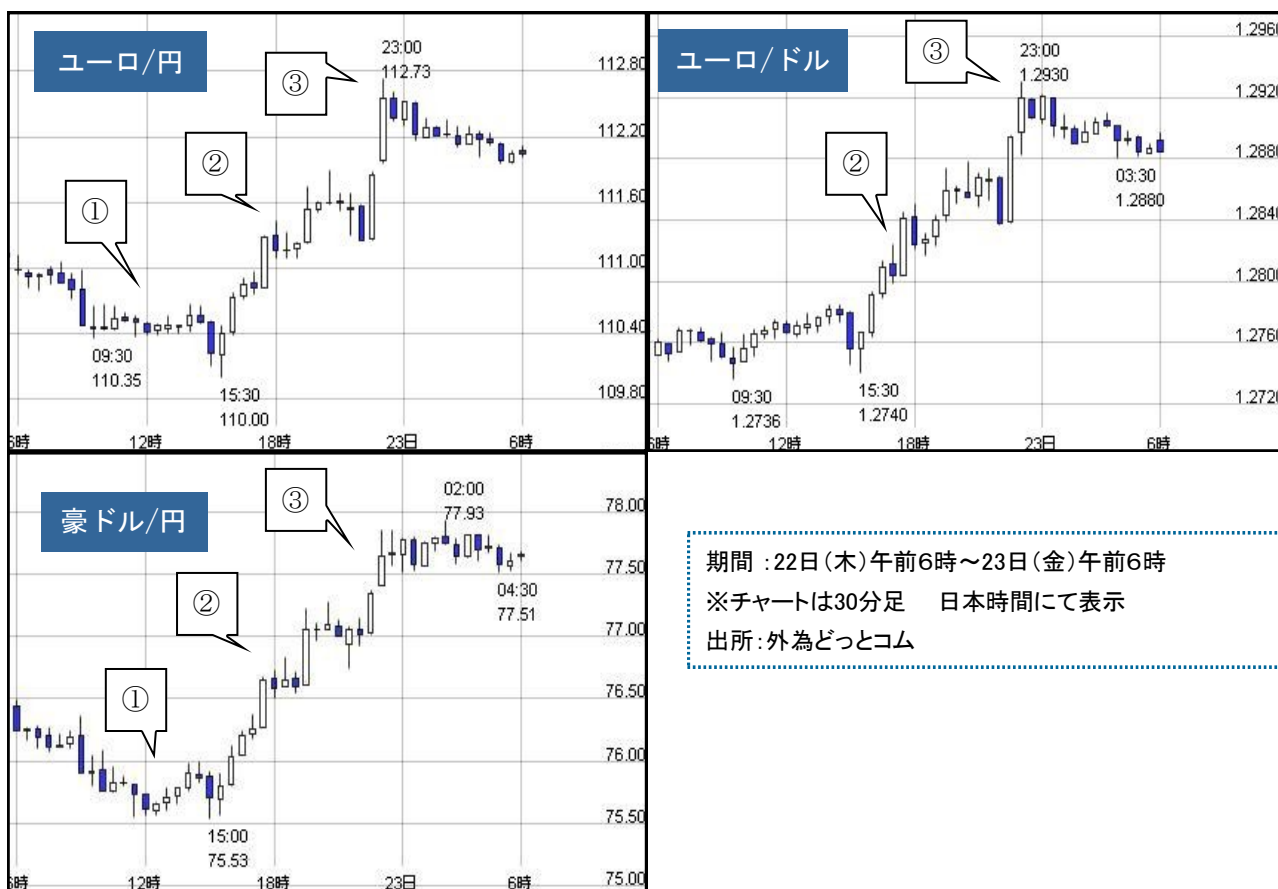 ユーロ/円
①
②
③
23:00
112.73
09:30
110.35
15:30
110.00
112.80
112.20
111.60
111.00
110.40
109.80
6時
12時
18時
23日
6時
ユーロ/ドル
②
③
23:00
1.2930
09:30
1.2736
15:30
1.2740
03:30
1.2880
1.2960
1.2920
1.2880
1.2840
1.2800
1.2760
1.2720
6時
12時
18時
23日
6時
豪ドル/円
①
②
③
02:00
77.93
04:30
77.51
15:00
75.53
78.00
77.50
77.00
76.50
76.00
75.50
75.00
6時
12時
18時
23日
6時
期間：22日(木)午前6時～23日(金)午前6時
※チャートは30分足　日本時間にて表示
出所：外為どっとコム